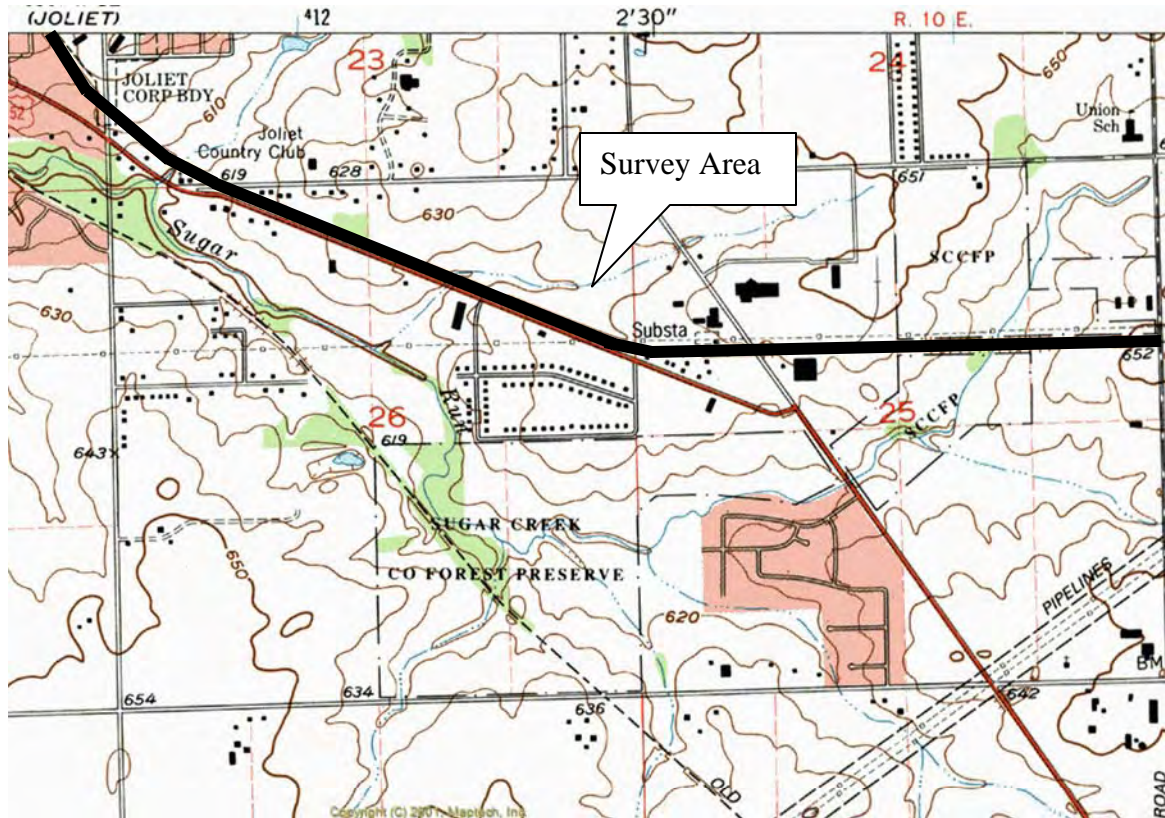 (JOLIET)
412
2'30"
R. 10 E.
23
24
650
JOLIET
CORP BDY
610
52
Union
Sch
Joliet
Country Club
619
628
651
Survey Area
630
Sugar
SCCFP
630
Substa
652
Run
26
619
25
SCCFP
643
SUGAR CREEK
650
CO FOREST PRESERVE
PIPELINES
620
BM
654
634
636
642
OLD
ROAD
Copyright (C) 2001, Maptech, Inc.